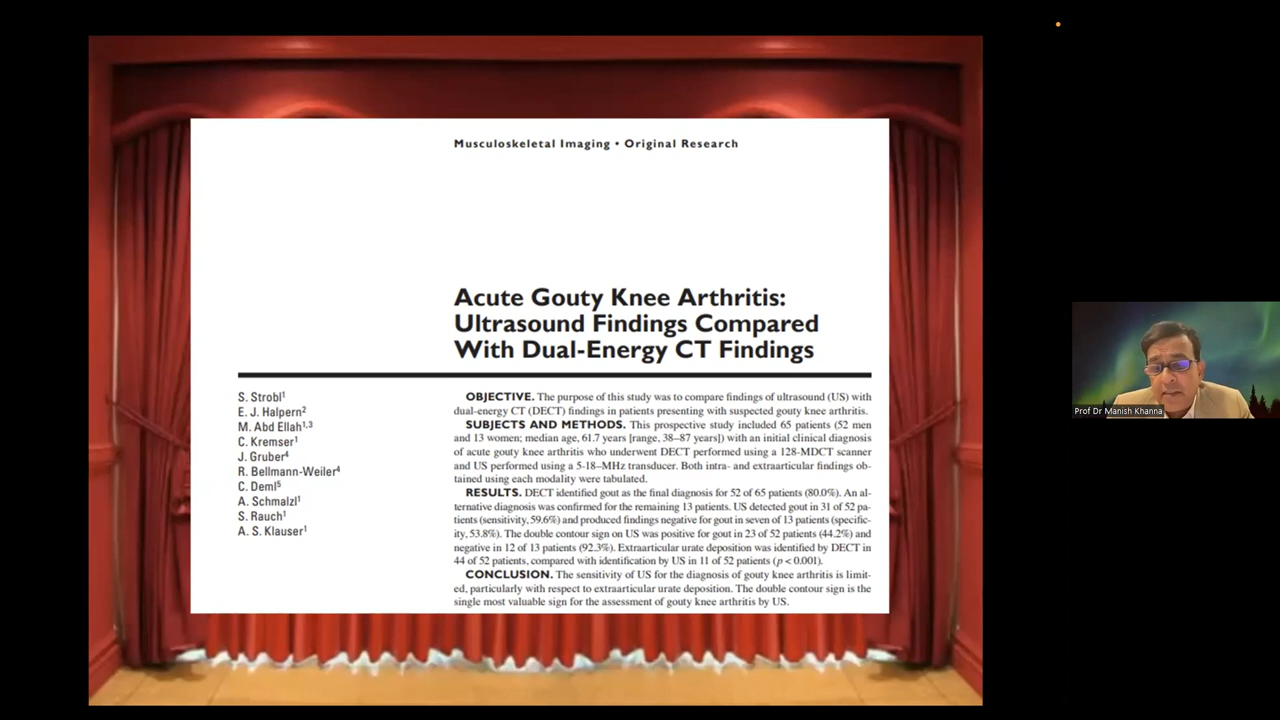 Musculoskeletal Imaging • Original Research
Acute Gouty Knee Arthritis:
Ultrasound Findings Compared
With Dual-Energy CT Findings
S. Strobl1
E. J. Halpern2
M. Abd Ellah1,3
C. Kremser1
J. Gruber4
R. Bellmann-Weiler4
C. Deml5
A. Schmalzl1
S. Rauch1
A. S. Klauser1
OBJECTIVE. The purpose of this study was to compare findings of ultrasound (US) with
dual-energy CT (DECT) findings in patients presenting with suspected gouty knee arthritis.
SUBJECTS AND METHODS. This prospective study included 65 patients (52 men
and 13 women; median age, 61.7 years [range, 38–87 years]) with an initial clinical diagnosis
of acute gouty knee arthritis who underwent DECT performed using a 128-MDCT scanner
and US performed using a 5-18–MHz transducer. Both intra- and extraarticular findings ob-
tained using each modality were tabulated.
RESULTS. DECT identified gout as the final diagnosis for 52 of 65 patients (80.0%). An al-
ternative diagnosis was confirmed for the remaining 13 patients. US detected gout in 31 of 52 pa-
tients (sensitivity, 59.6%) and produced findings negative for gout in seven of 13 patients (specific-
ity, 53.8%). The double contour sign on US was positive for gout in 23 of 52 patients (44.2%) and
negative in 12 of 13 patients (92.3%). Extraarticular urate deposition was identified by DECT in
44 of 52 patients, compared with identification by US in 11 of 52 patients (p < 0.001).
CONCLUSION. The sensitivity of US for the diagnosis of gouty knee arthritis is limit-
ed, particularly with respect to extraarticular urate deposition. The double contour sign is the
single most valuable sign for the assessment of gouty knee arthritis by US.
Prof Dr Manish Khanna